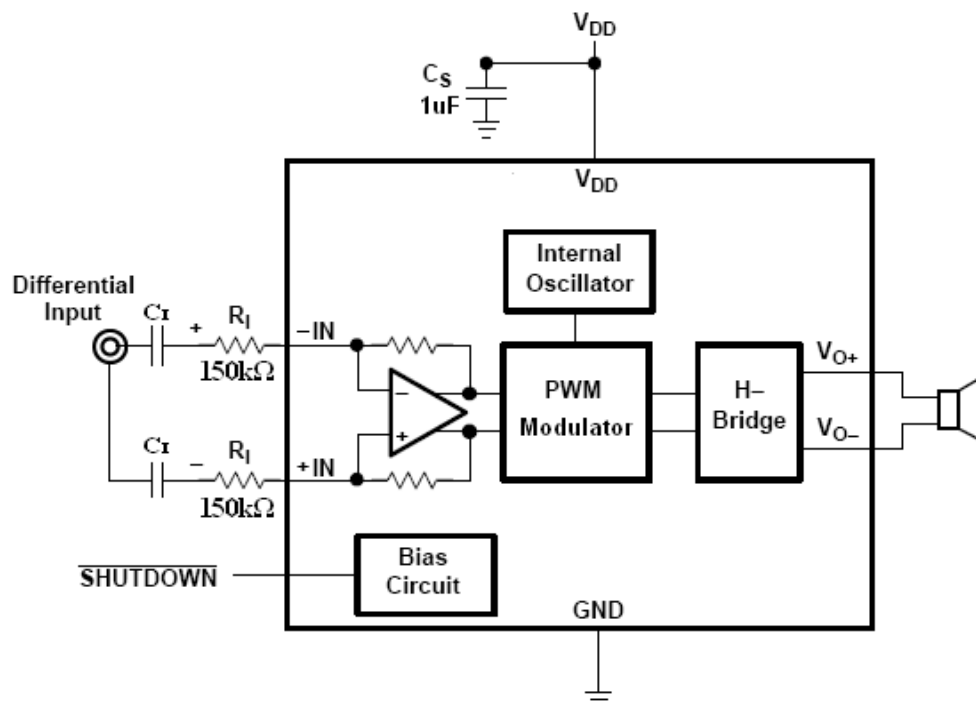 VDD
CS
1uF
VDD
Internal
Oscillator
Differential
Input
CI
+
RI
−IN
150kΩ
−
+
PWM
Modulator
H−
Bridge
VO+
VO−
CI
−
RI
+IN
150kΩ
SHUTDOWN
Bias
Circuit
GND